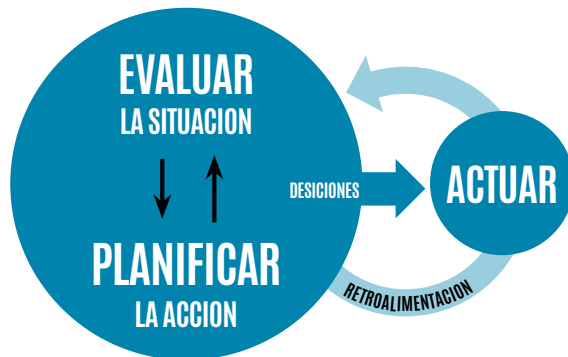 EVALUAR
LA SITUACION
DESICIONES
ACTUAR
PLANIFICAR
LA ACCION
RETROALIMENTACION